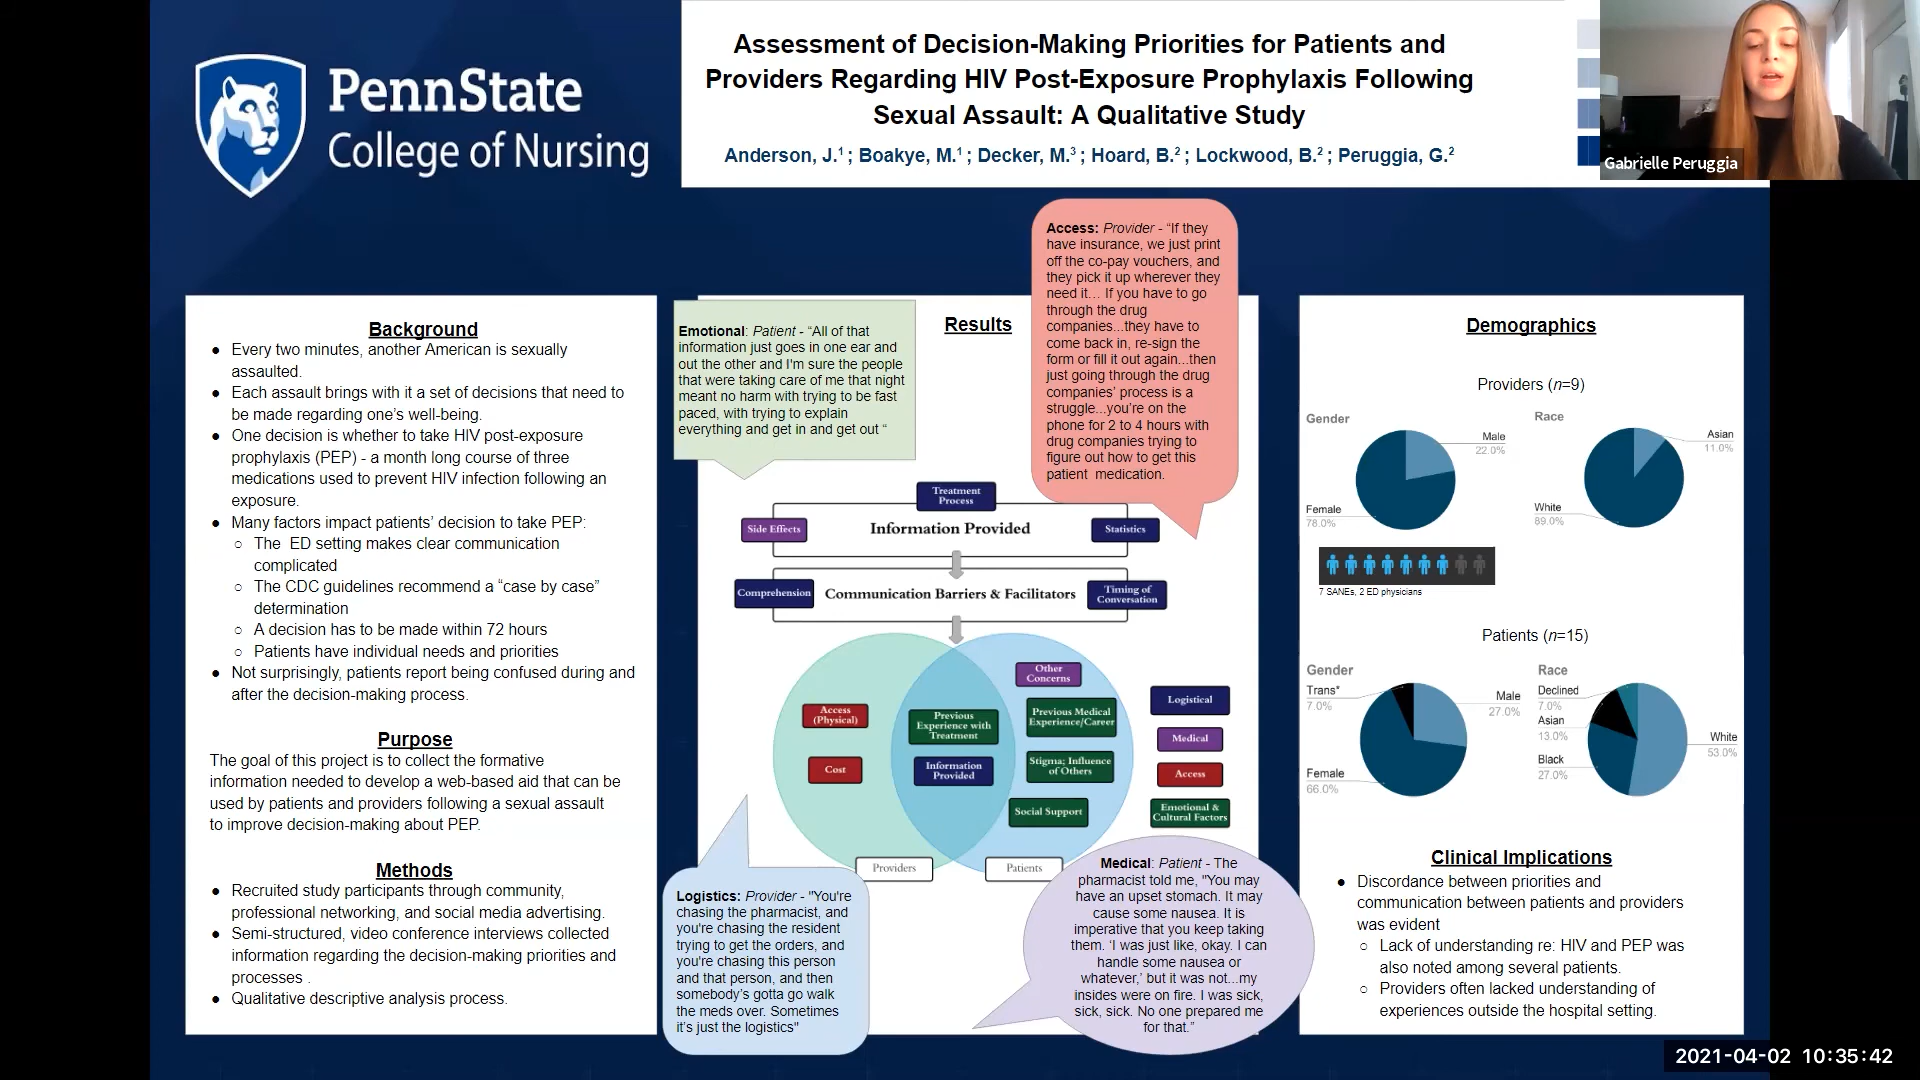 PennState
College of Nursing
Assessment of Decision-Making Priorities for Patients and
Providers Regarding HIV Post-Exposure Prophylaxis Following
Sexual Assault: A Qualitative Study
Anderson, J.1 ; Boakye, M.1 ; Decker, M.3 ; Hoard, B.2 ; Lockwood, B.2 ; Peruggia, G.2
Gabrielle Peruggia
Background
● Every two minutes, another American is sexually
assaulted.
● Each assault brings with it a set of decisions that need to
be made regarding one's well-being.
● One decision is whether to take HIV post-exposure
prophylaxis (PEP) - a month long course of three
medications used to prevent HIV infection following an
exposure.
● Many factors impact patients' decision to take PEP:
○ The ED setting makes clear communication
complicated
○ The CDC guidelines recommend a “case by case”
determination
○ A decision has to be made within 72 hours
○ Patients have individual needs and priorities
● Not surprisingly, patients report being confused during and
after the decision-making process.
Purpose
The goal of this project is to collect the formative
information needed to develop a web-based aid that can be
used by patients and providers following a sexual assault
to improve decision-making about PEP.
Methods
● Recruited study participants through community,
professional networking, and social media advertising.
● Semi-structured, video conference interviews collected
information regarding the decision-making priorities and
processes .
● Qualitative descriptive analysis process.
Emotional: Patient - “All of that
information just goes in one ear and
out the other and I'm sure the people
that were taking care of me that night
meant no harm with trying to be fast
paced, with trying to explain
everything and get in and get out “
Results
Access: Provider - “If they
have insurance, we just print
off the co-pay vouchers, and
they pick it up wherever they
need it… If you have to go
through the drug
companies...they have to
come back in, re-sign the
form or fill it out again...then
just going through the drug
companies' process is a
struggle...you're on the
phone for 2 to 4 hours with
drug companies trying to
figure out how to get this
patient medication.
Treatment
Process
Side Effects
Information Provided
Statistics
Comprehension
Communication Barriers & Facilitators
Timing of
Conversation
Access
(Physical)
Cost
Previous
Experience with
Treatment
Information
Provided
Other
Concerns
Previous Medical
Experience/Career
Stigma; Influence
of Others
Social Support
Providers
Patients
Logistical
Medical
Access
Emotional &
Cultural Factors
Logistics: Provider - "You're
chasing the pharmacist, and
you're chasing the resident
trying to get the orders, and
you're chasing this person
and that person, and then
somebody's gotta go walk
the meds over. Sometimes
it's just the logistics"
Medical: Patient - The
pharmacist told me, "You may
have an upset stomach. It may
cause some nausea. It is
imperative that you keep taking
them. 'I was just like, okay. I can
handle some nausea or
whatever,' but it was not...my
insides were on fire. I was sick,
sick, sick. No one prepared me
for that.”
Demographics
Providers (n=9)
Gender
Male
22.0%
Female
78.0%
Race
Asian
11.0%
White
89.0%
7 SANEs, 2 ED physicians
Patients (n=15)
Gender
Trans*
7.0%
Male
27.0%
Female
66.0%
Race
Declined
7.0%
Asian
13.0%
Black
27.0%
White
53.0%
Clinical Implications
● Discordance between priorities and
communication between patients and providers
was evident
○ Lack of understanding re: HIV and PEP was
also noted among several patients.
○ Providers often lacked understanding of
experiences outside the hospital setting.
2021-04-02 10:35:42